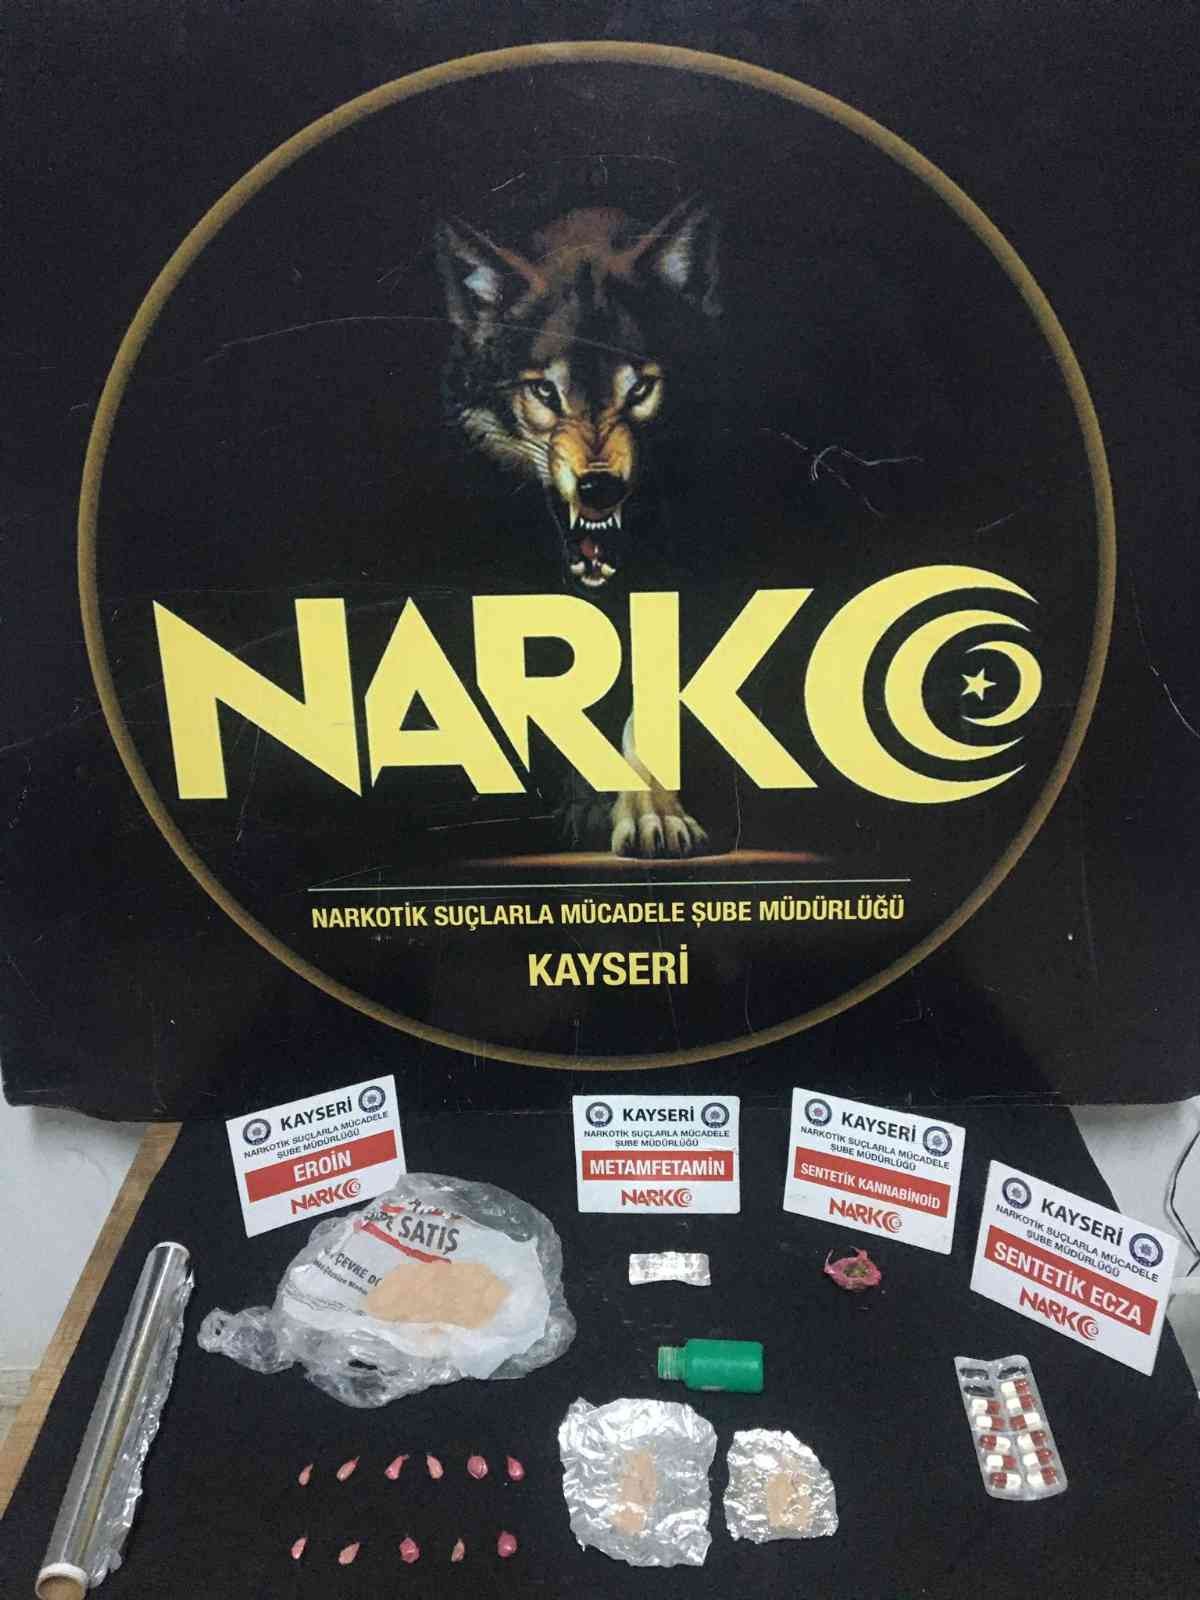 NARKO
NARKOTİK SUÇLARLA MÜCADELE ŞUBE MÜDÜRLÜĞÜ
KAYSERİ
KAYSERİ
NARKOTİK SUÇLARLA MÜCADELE
ŞUBE MÜDÜRLÜĞÜ
EROİN
NARKO
KAYSERİ
NARKOTİK SUÇLARLA MÜCADELE
ŞUBE MÜDÜRLÜĞÜ
METAMFETAMİN
NARKO
KAYSERİ
NARKOTİK SUÇLARLA MÜCADELE
ŞUBE MÜDÜRLÜĞÜ
SENTETİK KANNABİNOİD
NARKO
KAYSERİ
NARKOTİK SUÇLARLA MÜCADELE
ŞUBE MÜDÜRLÜĞÜ
SENTETİK ECZA
NARKO
SATIŞ
ÇEVRE